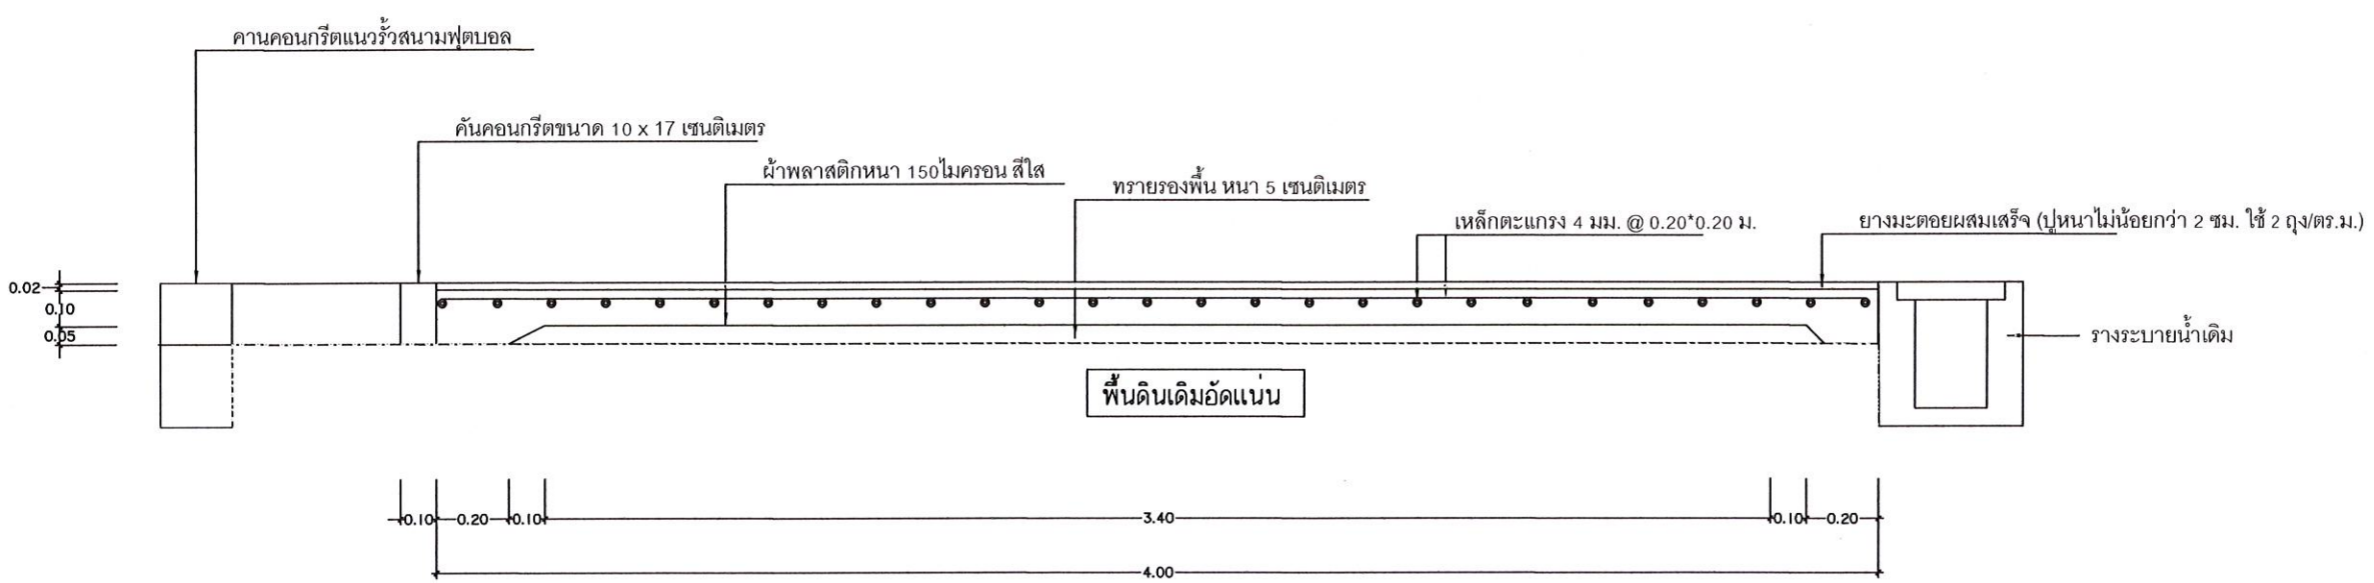 คานคอนกรีตแนวรั้วสนามฟุตบอล
คันคอนกรีตขนาด 10 x 17 เซนติเมตร
ผ้าพลาสติกหนา 150ไมครอน สีใส
ทรายรองพื้น หนา 5 เซนติเมตร
เหล็กตะแกรง 4 มม. @ 0.20*0.20 ม.
ยางมะตอยผสมเสร็จ (ปูหนาไม่น้อยกว่า 2 ซม. ใช้ 2 ถุง/ตร.ม.)
0.02
0.10
0.05
รางระบายน้ำเดิม
พื้นดินเดิมอัดแน่น
0.10 0.20 0.10 3.40 0.10 0.20
4.00